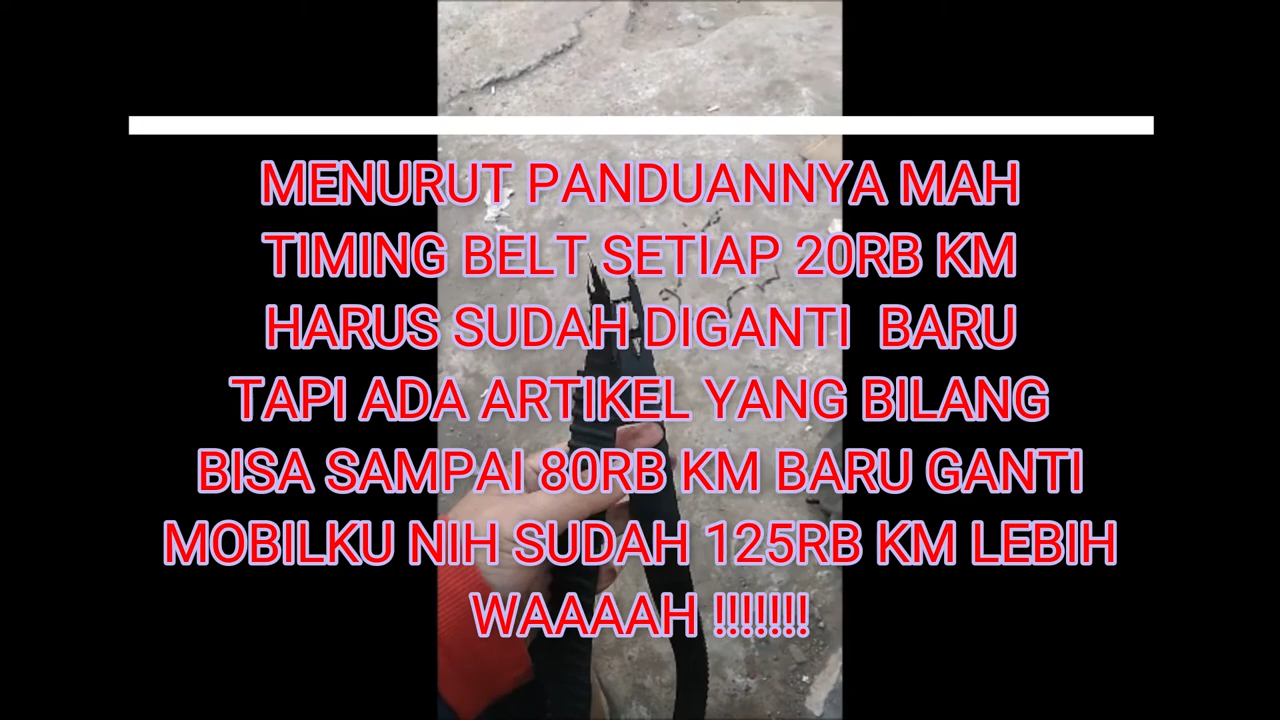 MENURUT PANDUANNYA MAH
TIMING BELT SETIAP 20RB KM
HARUS SUDAH DIGANTI BARU
TAPI ADA ARTIKEL YANG BILANG
BISA SAMPAI 80RB KM BARU GANTI
MOBILKU NIH SUDAH 125RB KM LEBIH
WAAAAH !!!!!!!